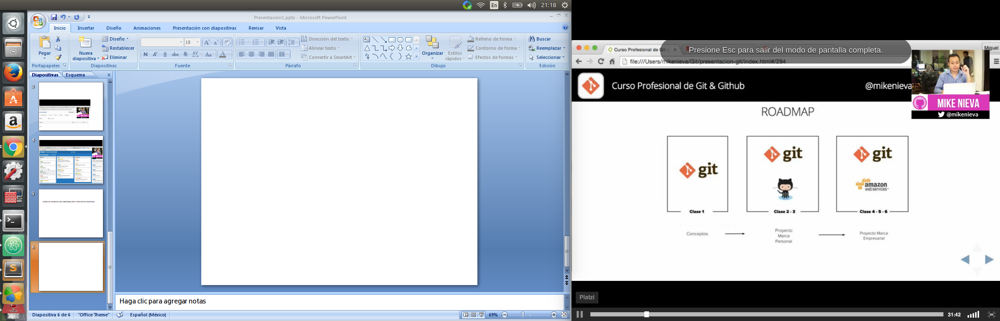 En
21:18
Presentación1.pptx - Microsoft PowerPoint
Inicio
Insertar
Diseño
Animaciones
Presentación con diapositivas
Revisar
Vista
Pegar
Portapapeles
Nueva
diapositiva
Diseño
Restablecer
Eliminar
Diapositivas
18
N K S abc S AV Aa A
Fuente
Párrafo
Dirección del texto
Alinear texto
Convertir a SmartArt
Organizar
Estilos
rápidos
Relleno de forma
Contorno de forma
Efectos de formas
Dibujo
Buscar
Reemplazar
Seleccionar
Edición
Diapositivas
Esquema
3
4
5
COMO SE GENERA UNA ORGANIZACIÓN Y PROYECTO EN GITHUB
6
Haga clic para agregar notas
Diapositiva 6 de 6
"Office Theme"
Español (México)
69%
Curso Profesional de Git y
Presione Esc para salir del modo de pantalla completa.
Miguel
file:///Users/mikenieva/Git/presentacion-git/index.html#/294
Curso Profesional de Git & Github
@mikenieva
MIKE NIEVA
@mikenieva
ROADMAP
git
Clase 1
git
Clase 2 - 3
git
amazon
webservices™
Clase 4 - 5 - 6
Conceptos
Proyecto
Marca
Personal
Proyecto Marca
Empresarial
Platzi
31:42